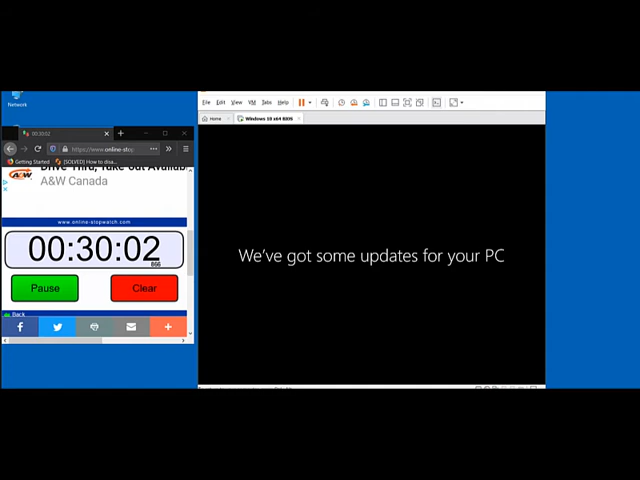 Network
00:30:02
https://www.online-stop
Getting Started
[SOLVED] How to disa...
Drive Thru, Take Out Availab
A&W
A&W Canada
www.online-stopwatch.com
00:30:02
Pause
Clear
Back
File Edit View VM Tabs Help
Home
Windows 10 x64 BIOS
We've got some updates for your PC